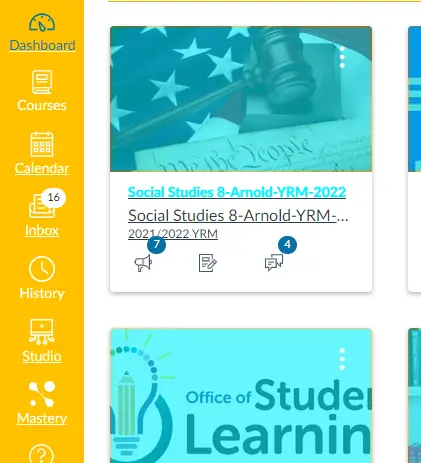 Dashboard
Courses
Calendar
16
Inbox
History
Studio
Mastery
We the People
Social Studies 8-Arnold-YRM-2022
Social Studies 8-Arnold-YRM-...
2021/2022 YRM
7
4
Office of Studen
Learnin